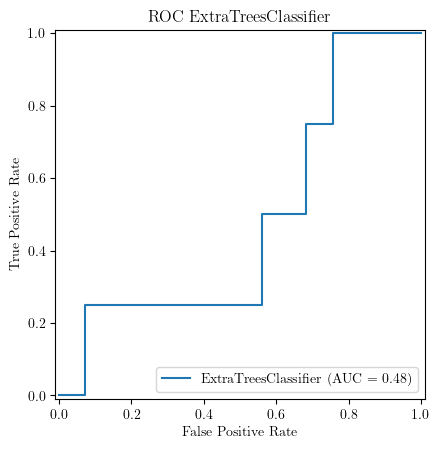 ROC ExtraTreesClassifier
1.0
0.8
0.6
0.4
0.2
0.0
True Positive Rate
ExtraTreesClassifier (AUC = 0.48)
0.0 0.2 0.4 0.6 0.8 1.0
False Positive Rate